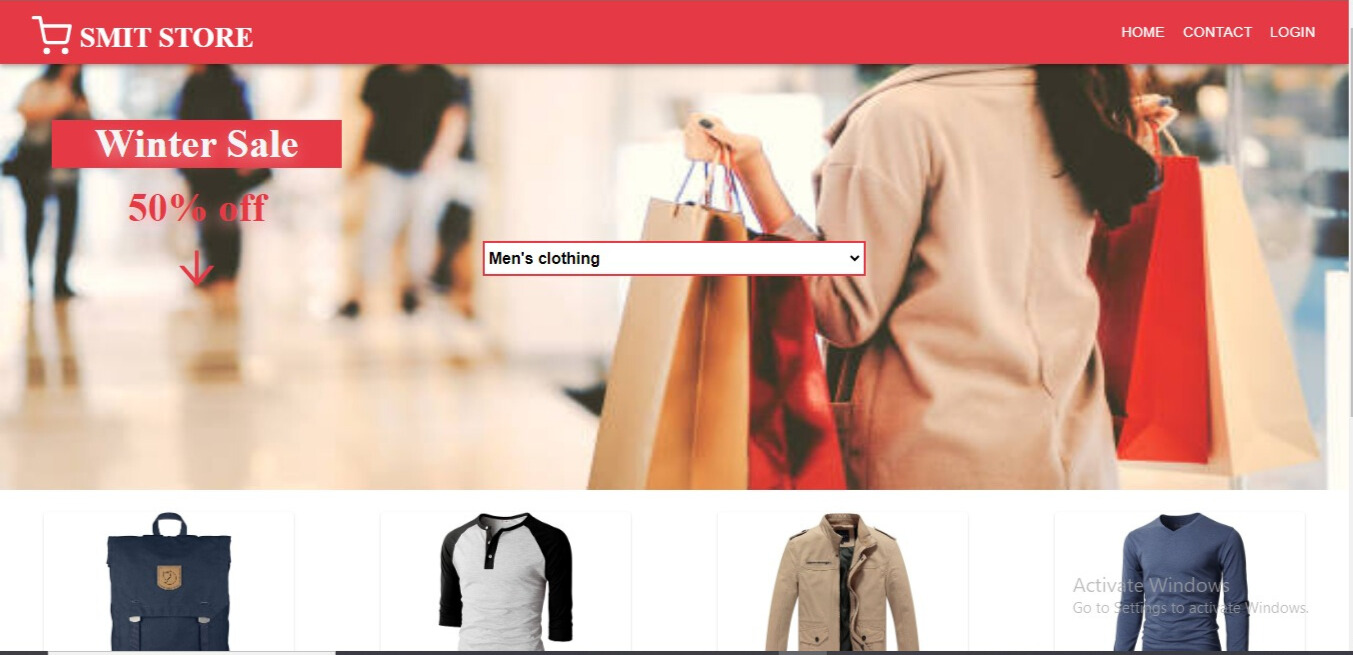 SMIT STORE
HOME CONTACT LOGIN
Winter Sale
50% off
Men's clothing
Activate Windows
Go to Settings to activate Windows.